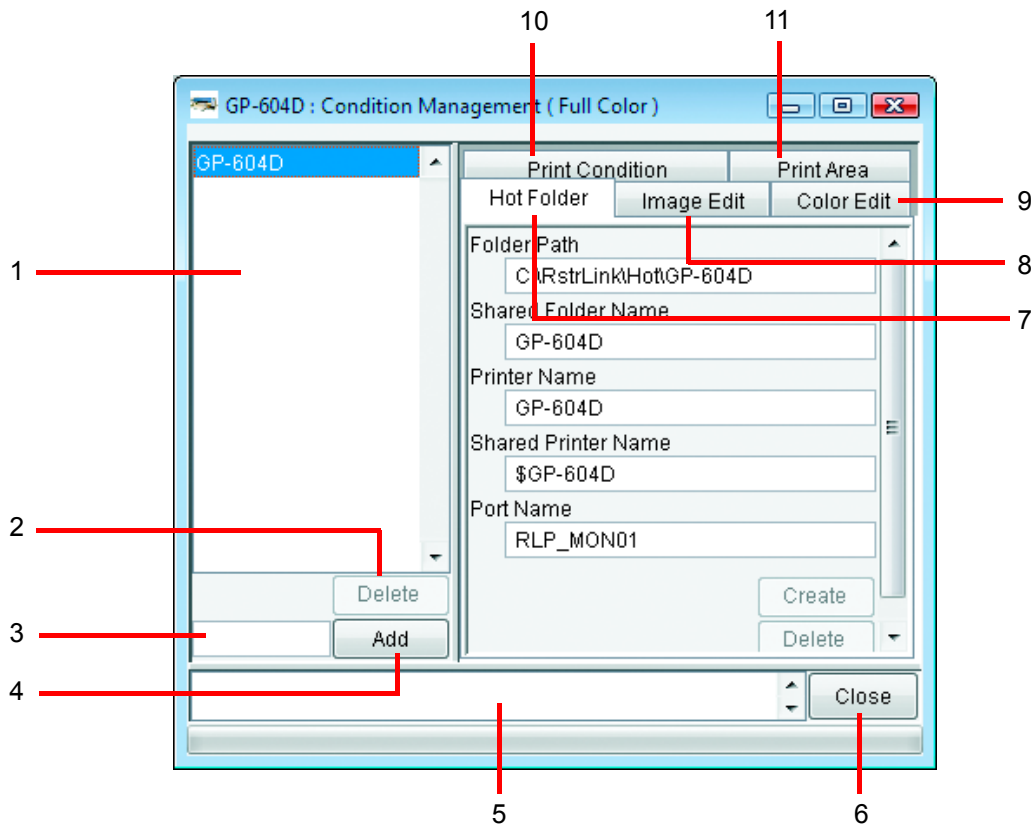 10
11
GP-604D : Condition Management ( Full Color )
GP-604D
Print Condition
Print Area
Hot Folder
Image Edit
Color Edit
9
8
7
1
Folder Path
C:\RstrLink\Hot\GP-604D
Shared Folder Name
GP-604D
Printer Name
GP-604D
Shared Printer Name
$GP-604D
Port Name
RLP_MON01
2
Delete
Create
3
Add
Delete
4
Close
5
6